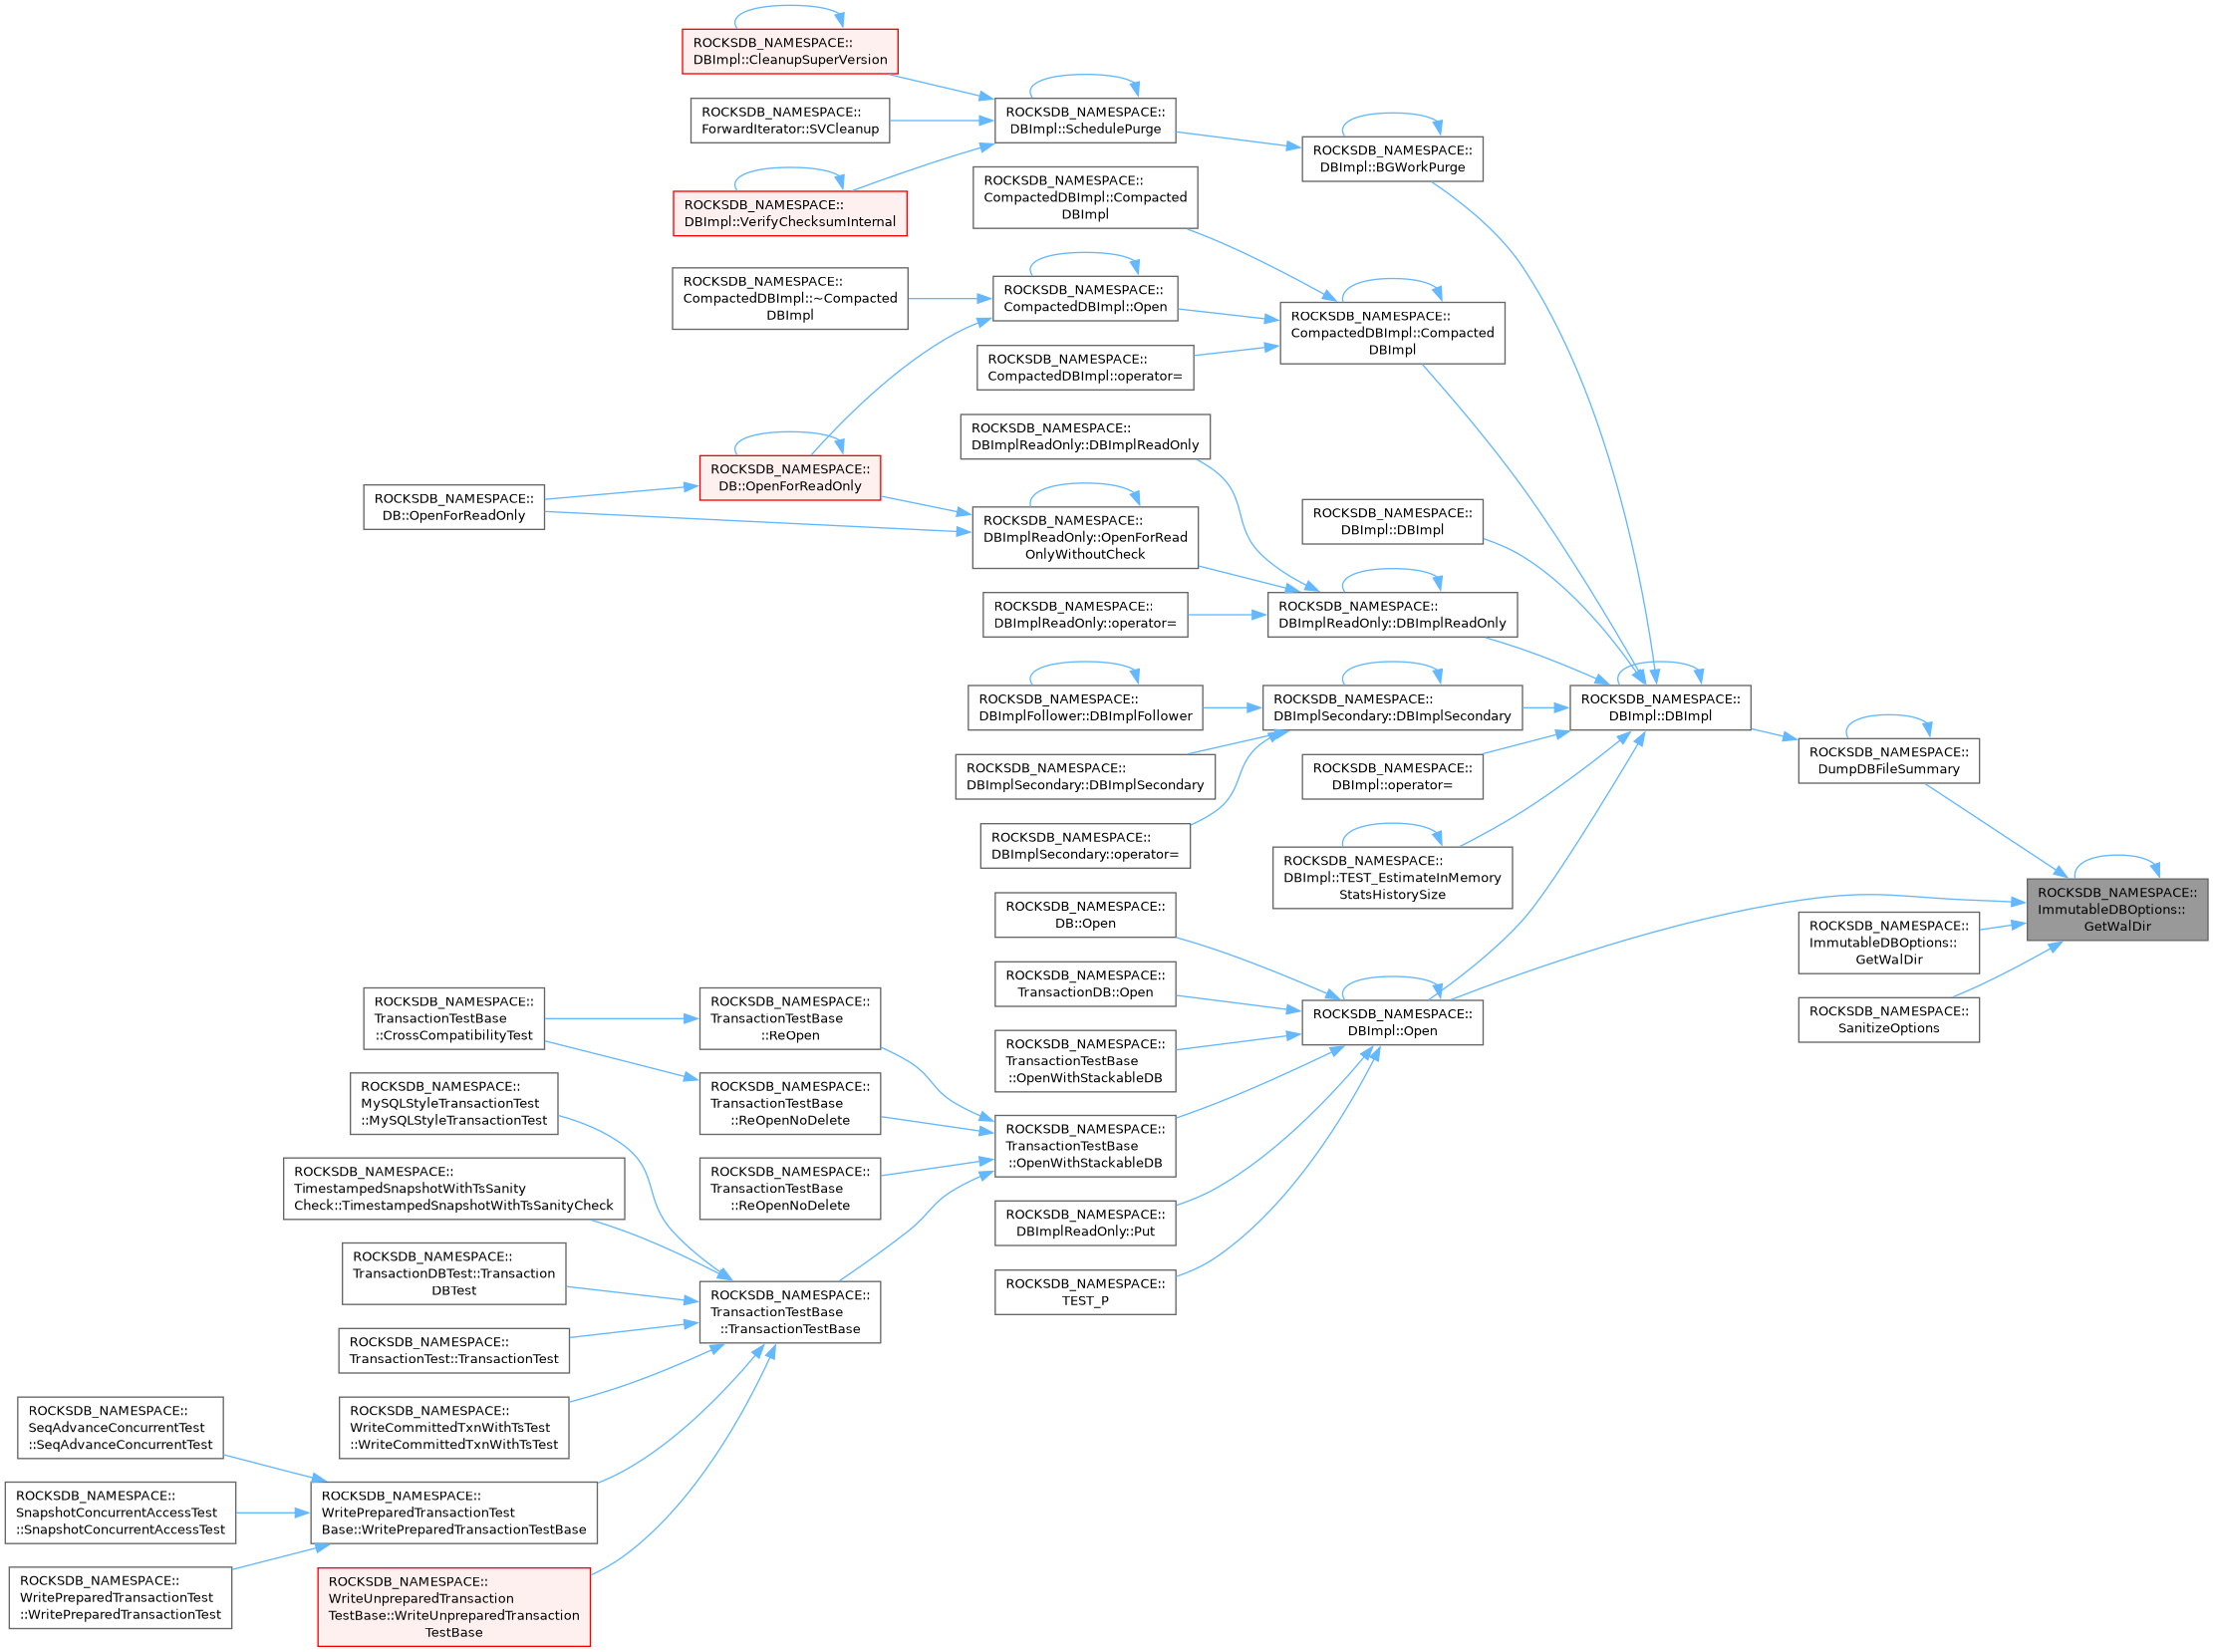 ROCKSDB_NAMESPACE::
DBImpl::CleanupSuperVersion
ROCKSDB_NAMESPACE::
ForwardIterator::SVCleanup
ROCKSDB_NAMESPACE::
DBImpl::VerifyChecksumInternal
ROCKSDB_NAMESPACE::
DBImpl::SchedulePurge
ROCKSDB_NAMESPACE::
DBImpl::BGWorkPurge
ROCKSDB_NAMESPACE::
CompactedDBImpl::Compacted
DBImpl
ROCKSDB_NAMESPACE::
CompactedDBImpl::~Compacted
DBImpl
ROCKSDB_NAMESPACE::
CompactedDBImpl::Open
ROCKSDB_NAMESPACE::
CompactedDBImpl::Compacted
DBImpl
ROCKSDB_NAMESPACE::
CompactedDBImpl::operator=
ROCKSDB_NAMESPACE::
DBImplReadOnly::DBImplReadOnly
ROCKSDB_NAMESPACE::
DB::OpenForReadOnly
ROCKSDB_NAMESPACE::
DB::OpenForReadOnly
ROCKSDB_NAMESPACE::
DBImplReadOnly::OpenForRead
OnlyWithoutCheck
ROCKSDB_NAMESPACE::
DBImpl::DBImpl
ROCKSDB_NAMESPACE::
DBImplReadOnly::operator=
ROCKSDB_NAMESPACE::
DBImplReadOnly::DBImplReadOnly
ROCKSDB_NAMESPACE::
DBImplFollower::DBImplFollower
ROCKSDB_NAMESPACE::
DBImplSecondary::DBImplSecondary
ROCKSDB_NAMESPACE::
DBImpl::DBImpl
ROCKSDB_NAMESPACE::
DumpDBFileSummary
ROCKSDB_NAMESPACE::
DBImplSecondary::DBImplSecondary
ROCKSDB_NAMESPACE::
DBImpl::operator=
ROCKSDB_NAMESPACE::
DBImplSecondary::operator=
ROCKSDB_NAMESPACE::
DBImpl::TEST_EstimateInMemory
StatsHistorySize
ROCKSDB_NAMESPACE::
ImmutableDBOptions::
GetWalDir
ROCKSDB_NAMESPACE::
ImmutableDBOptions::
GetWalDir
ROCKSDB_NAMESPACE::
SanitizeOptions
ROCKSDB_NAMESPACE::
DB::Open
ROCKSDB_NAMESPACE::
TransactionDB::Open
ROCKSDB_NAMESPACE::
DBImpl::Open
ROCKSDB_NAMESPACE::
TransactionTestBase
::OpenWithStackableDB
ROCKSDB_NAMESPACE::
TransactionTestBase
::CrossCompatibilityTest
ROCKSDB_NAMESPACE::
TransactionTestBase
::ReOpen
ROCKSDB_NAMESPACE::
MySQLStyleTransactionTest
::MySQLStyleTransactionTest
ROCKSDB_NAMESPACE::
TransactionTestBase
::ReOpenNoDelete
ROCKSDB_NAMESPACE::
TransactionTestBase
::OpenWithStackableDB
ROCKSDB_NAMESPACE::
TimestampedSnapshotWithTsSanity
Check::TimestampedSnapshotWithTsSanityCheck
ROCKSDB_NAMESPACE::
TransactionTestBase
::ReOpenNoDelete
ROCKSDB_NAMESPACE::
DBImplReadOnly::Put
ROCKSDB_NAMESPACE::
TEST_P
ROCKSDB_NAMESPACE::
TransactionDBTest::Transaction
DBTest
ROCKSDB_NAMESPACE::
TransactionTestBase
::TransactionTestBase
ROCKSDB_NAMESPACE::
TransactionTest::TransactionTest
ROCKSDB_NAMESPACE::
WriteCommittedTxnWithTsTest
::WriteCommittedTxnWithTsTest
ROCKSDB_NAMESPACE::
SeqAdvanceConcurrentTest
::SeqAdvanceConcurrentTest
ROCKSDB_NAMESPACE::
SnapshotConcurrentAccessTest
::SnapshotConcurrentAccessTest
ROCKSDB_NAMESPACE::
WritePreparedTransactionTest
Base::WritePreparedTransactionTestBase
ROCKSDB_NAMESPACE::
WritePreparedTransactionTest
::WritePreparedTransactionTest
ROCKSDB_NAMESPACE::
WriteUnpreparedTransaction
TestBase::WriteUnpreparedTransaction
TestBase